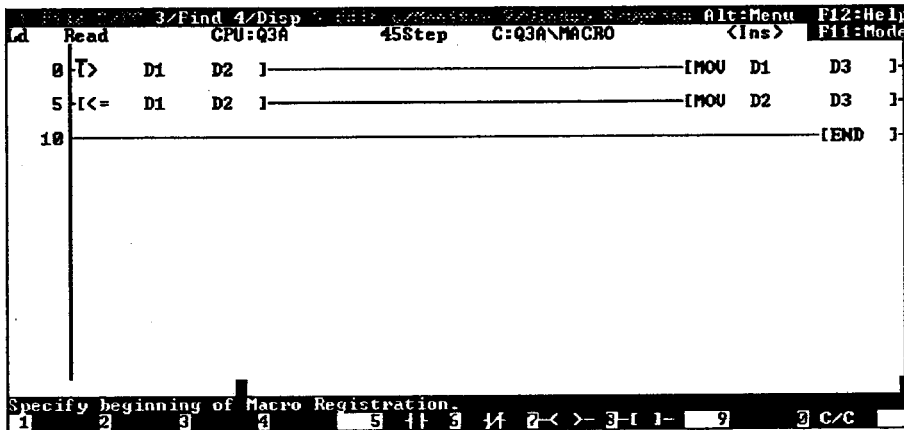 3/Find 4/Disp Alt:Menu F12:Help
Ld Read CPU:Q3A 45Step C:Q3A\MACRO <Ins> F11:Mode
0 [> D1 D2 ] [MOV D1 D3 ]
5 [<= D1 D2 ] [MOV D2 D3 ]
10 [END ]
Specify beginning of Macro Registration.
1 2 3 4 5 ┤├ 6 ┤/├ 7 -< >- 8 -[ ]- 9 0 C/C